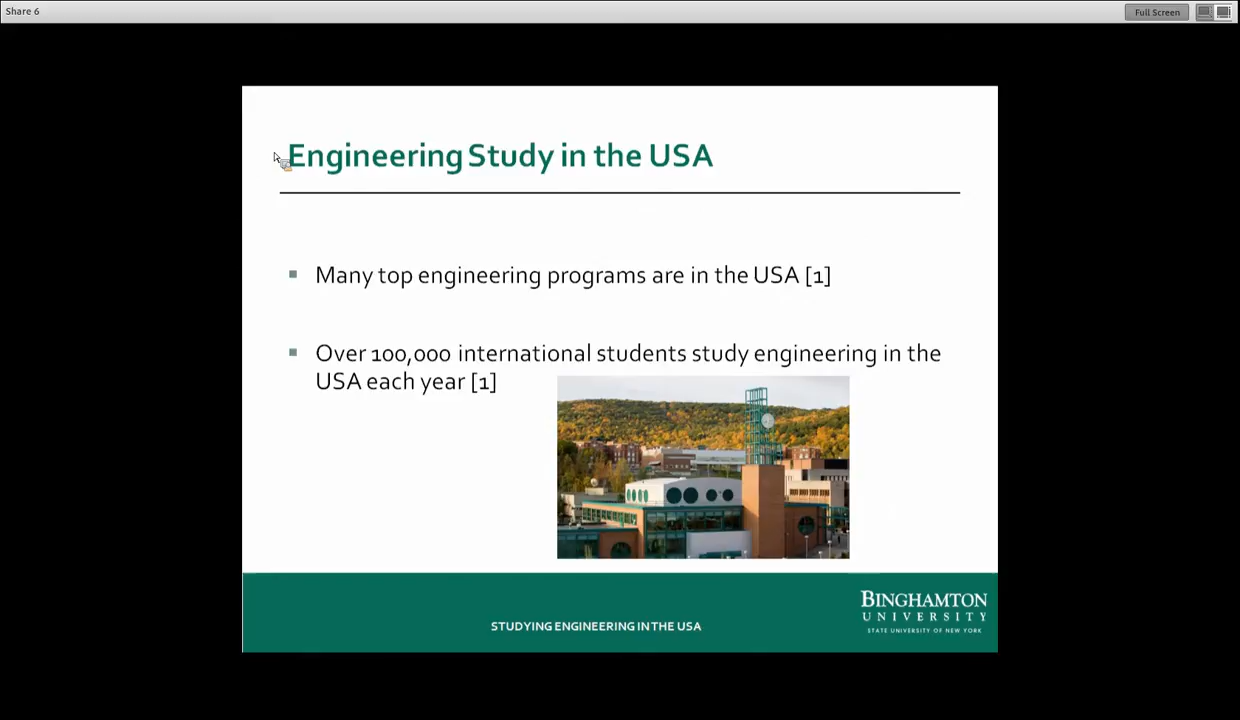 Share 6
Full Screen
Engineering Study in the USA
Many top engineering programs are in the USA [1]
Over 100,000 international students study engineering in the
USA each year [1]
STUDYING ENGINEERING IN THE USA
BINGHAMTON
UNIVERSITY
STATE UNIVERSITY OF NEW YORK